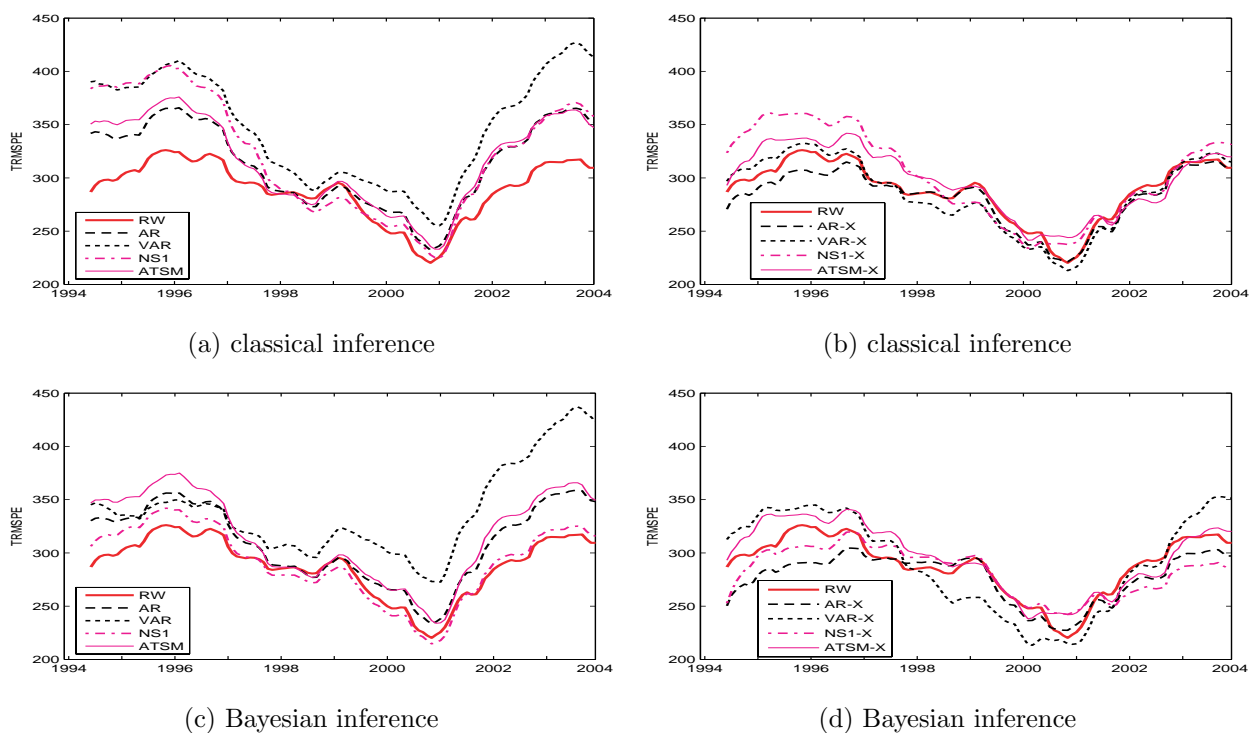 450
400
350
300
250
200
TRMSPE
RW
AR
VAR
NS1
ATSM
1994 1996 1998 2000 2002 2004
(a) classical inference
450
400
350
300
250
200
TRMSPE
RW
AR-X
VAR-X
NS1-X
ATSM-X
1994 1996 1998 2000 2002 2004
(b) classical inference
450
400
350
300
250
200
TRMSPE
RW
AR
VAR
NS1
ATSM
1994 1996 1998 2000 2002 2004
(c) Bayesian inference
450
400
350
300
250
200
TRMSPE
RW
AR-X
VAR-X
NS1-X
ATSM-X
1994 1996 1998 2000 2002 2004
(d) Bayesian inference